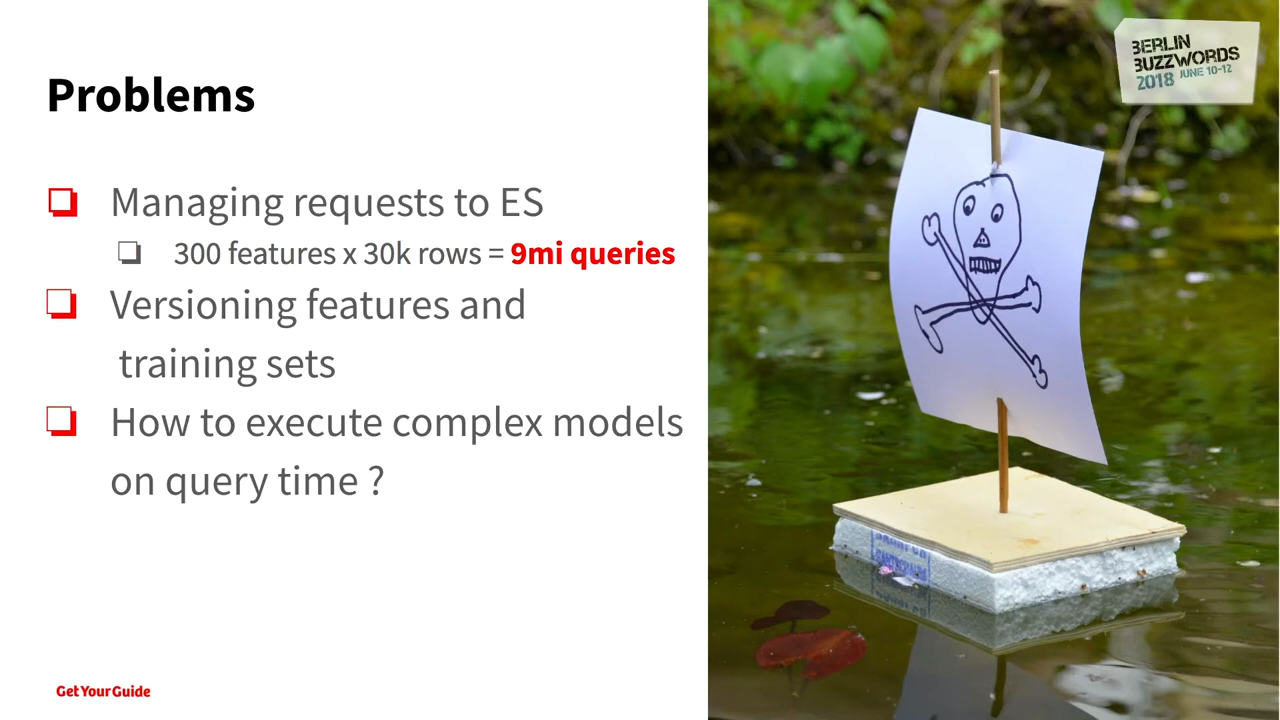 Problems
Managing requests to ES
300 features x 30k rows = 9mi queries
Versioning features and
training sets
How to execute complex models
on query time ?
GetYourGuide
BERLIN
BUZZWORDS
2018 JUNE 10-12